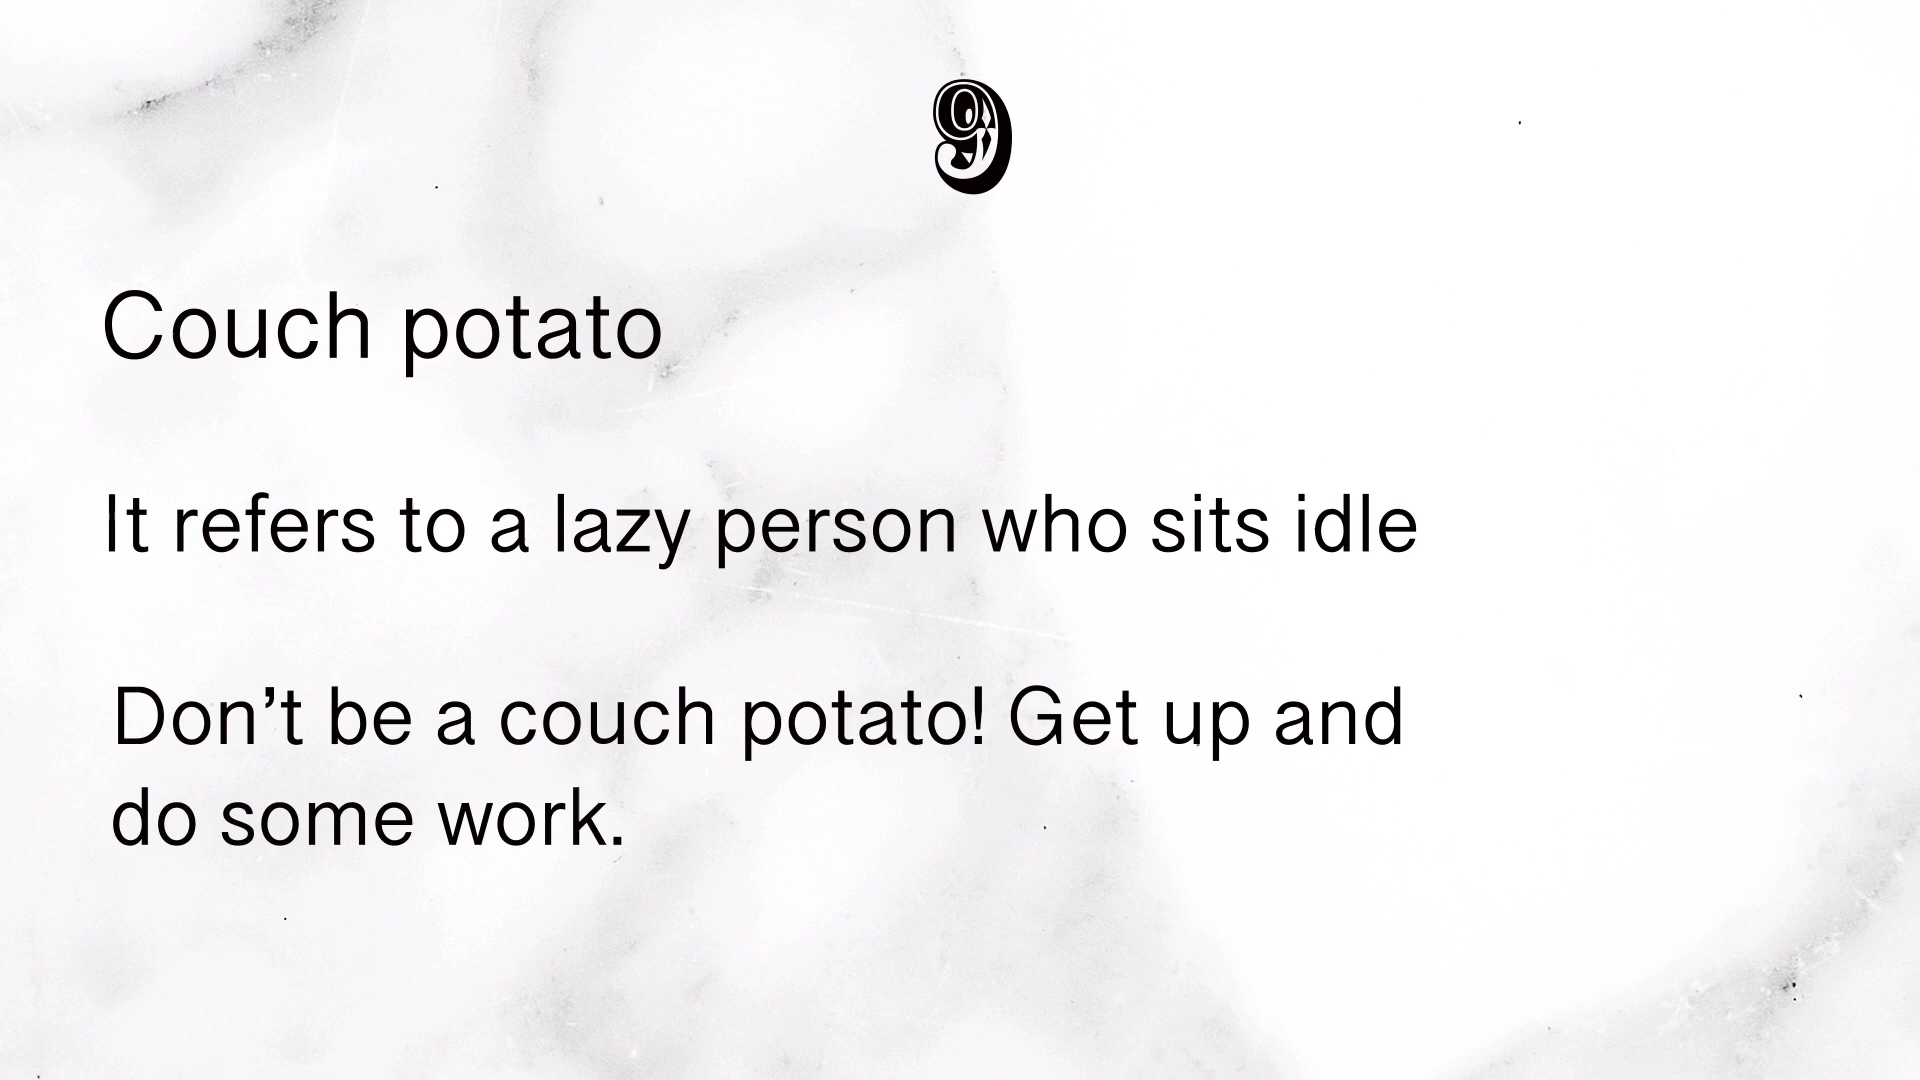 9
Couch potato
It refers to a lazy person who sits idle
Don’t be a couch potato! Get up and
do some work.